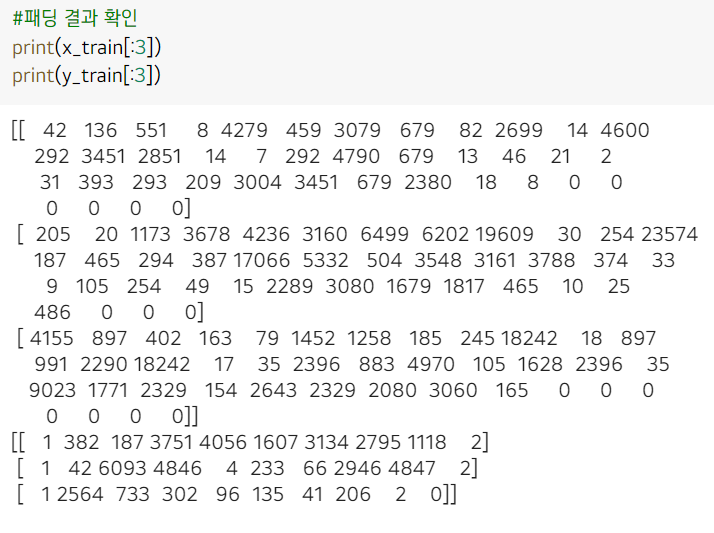 #패딩 결과 확인
print(x_train[:3])
print(y_train[:3])
[[ 42 136 551 8 4279 459 3079 679 82 2699 14 4600
292 3451 2851 14 7 292 4790 679 13 46 21 2
31 393 293 209 3004 3451 679 2380 18 8 0 0
0 0 0 0]
[ 205 20 1173 3678 4236 3160 6499 6202 19609 30 254 23574
187 465 294 387 17066 5332 504 3548 3161 3788 374 33
9 105 254 49 15 2289 3080 1679 1817 465 10 25
486 0 0 0]
[ 4155 897 402 163 79 1452 1258 185 245 18242 18 897
991 2290 18242 17 35 2396 883 4970 105 1628 2396 35
9023 1771 2329 154 2643 2329 2080 3060 165 0 0 0
0 0 0 0]]
[[ 1 382 187 3751 4056 1607 3134 2795 1118 2]
[ 1 42 6093 4846 4 233 66 2946 4847 2]
[ 1 2564 733 302 96 135 41 206 2 0]]